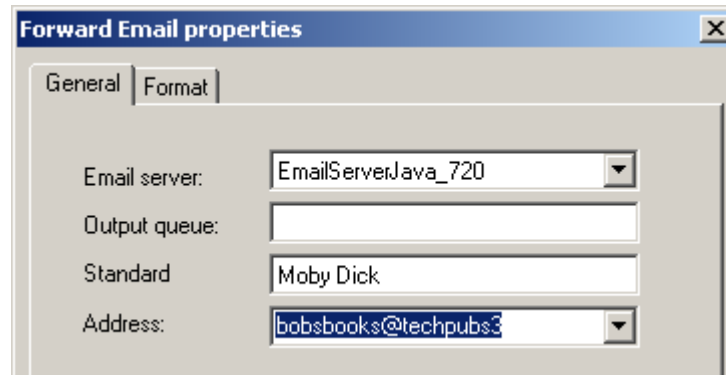 Forward Email properties
General Format
Email server: EmailServerJava_720
Output queue:
Standard Moby Dick
Address: bobsbooks@techpubs3